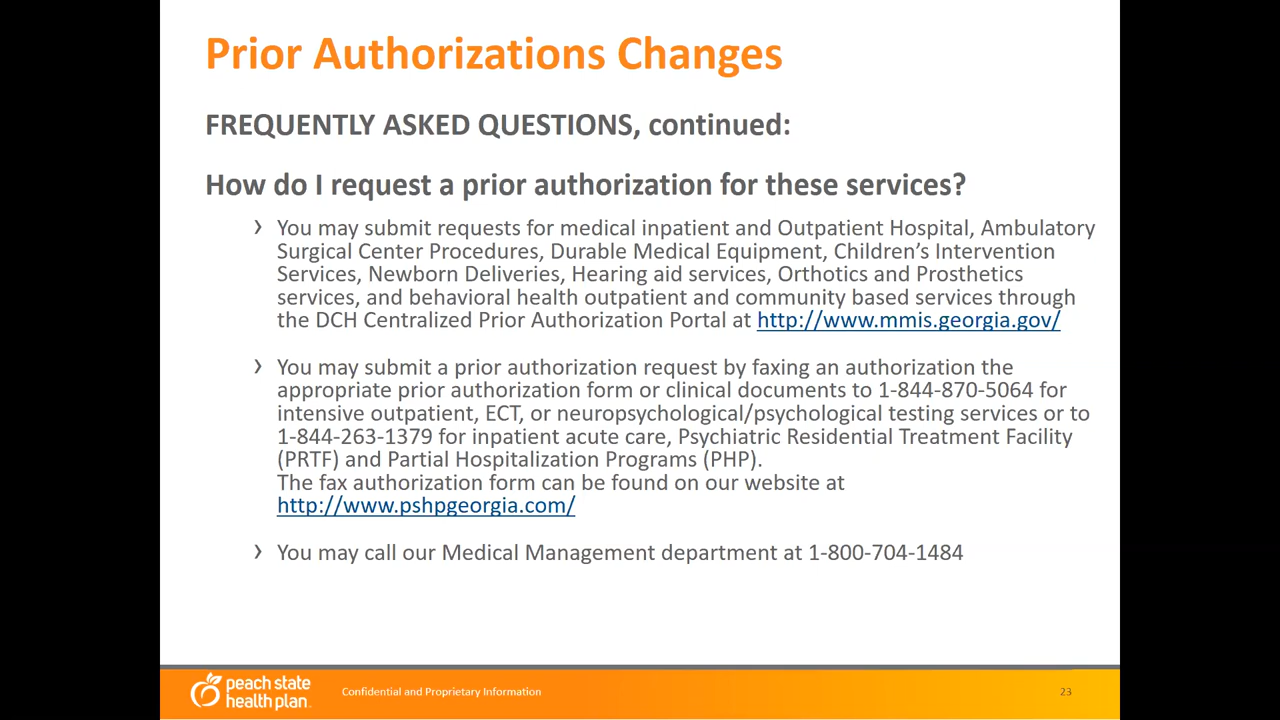 Prior Authorizations Changes
FREQUENTLY ASKED QUESTIONS, continued:
How do I request a prior authorization for these services?
› You may submit requests for medical inpatient and Outpatient Hospital, Ambulatory
Surgical Center Procedures, Durable Medical Equipment, Children’s Intervention
Services, Newborn Deliveries, Hearing aid services, Orthotics and Prosthetics
services, and behavioral health outpatient and community based services through
the DCH Centralized Prior Authorization Portal at http://www.mmis.georgia.gov/
› You may submit a prior authorization request by faxing an authorization the
appropriate prior authorization form or clinical documents to 1-844-870-5064 for
intensive outpatient, ECT, or neuropsychological/psychological testing services or to
1-844-263-1379 for inpatient acute care, Psychiatric Residential Treatment Facility
(PRTF) and Partial Hospitalization Programs (PHP).
The fax authorization form can be found on our website at
http://www.pshpgeorgia.com/
› You may call our Medical Management department at 1-800-704-1484
peach state
health plan.
Confidential and Proprietary Information
23